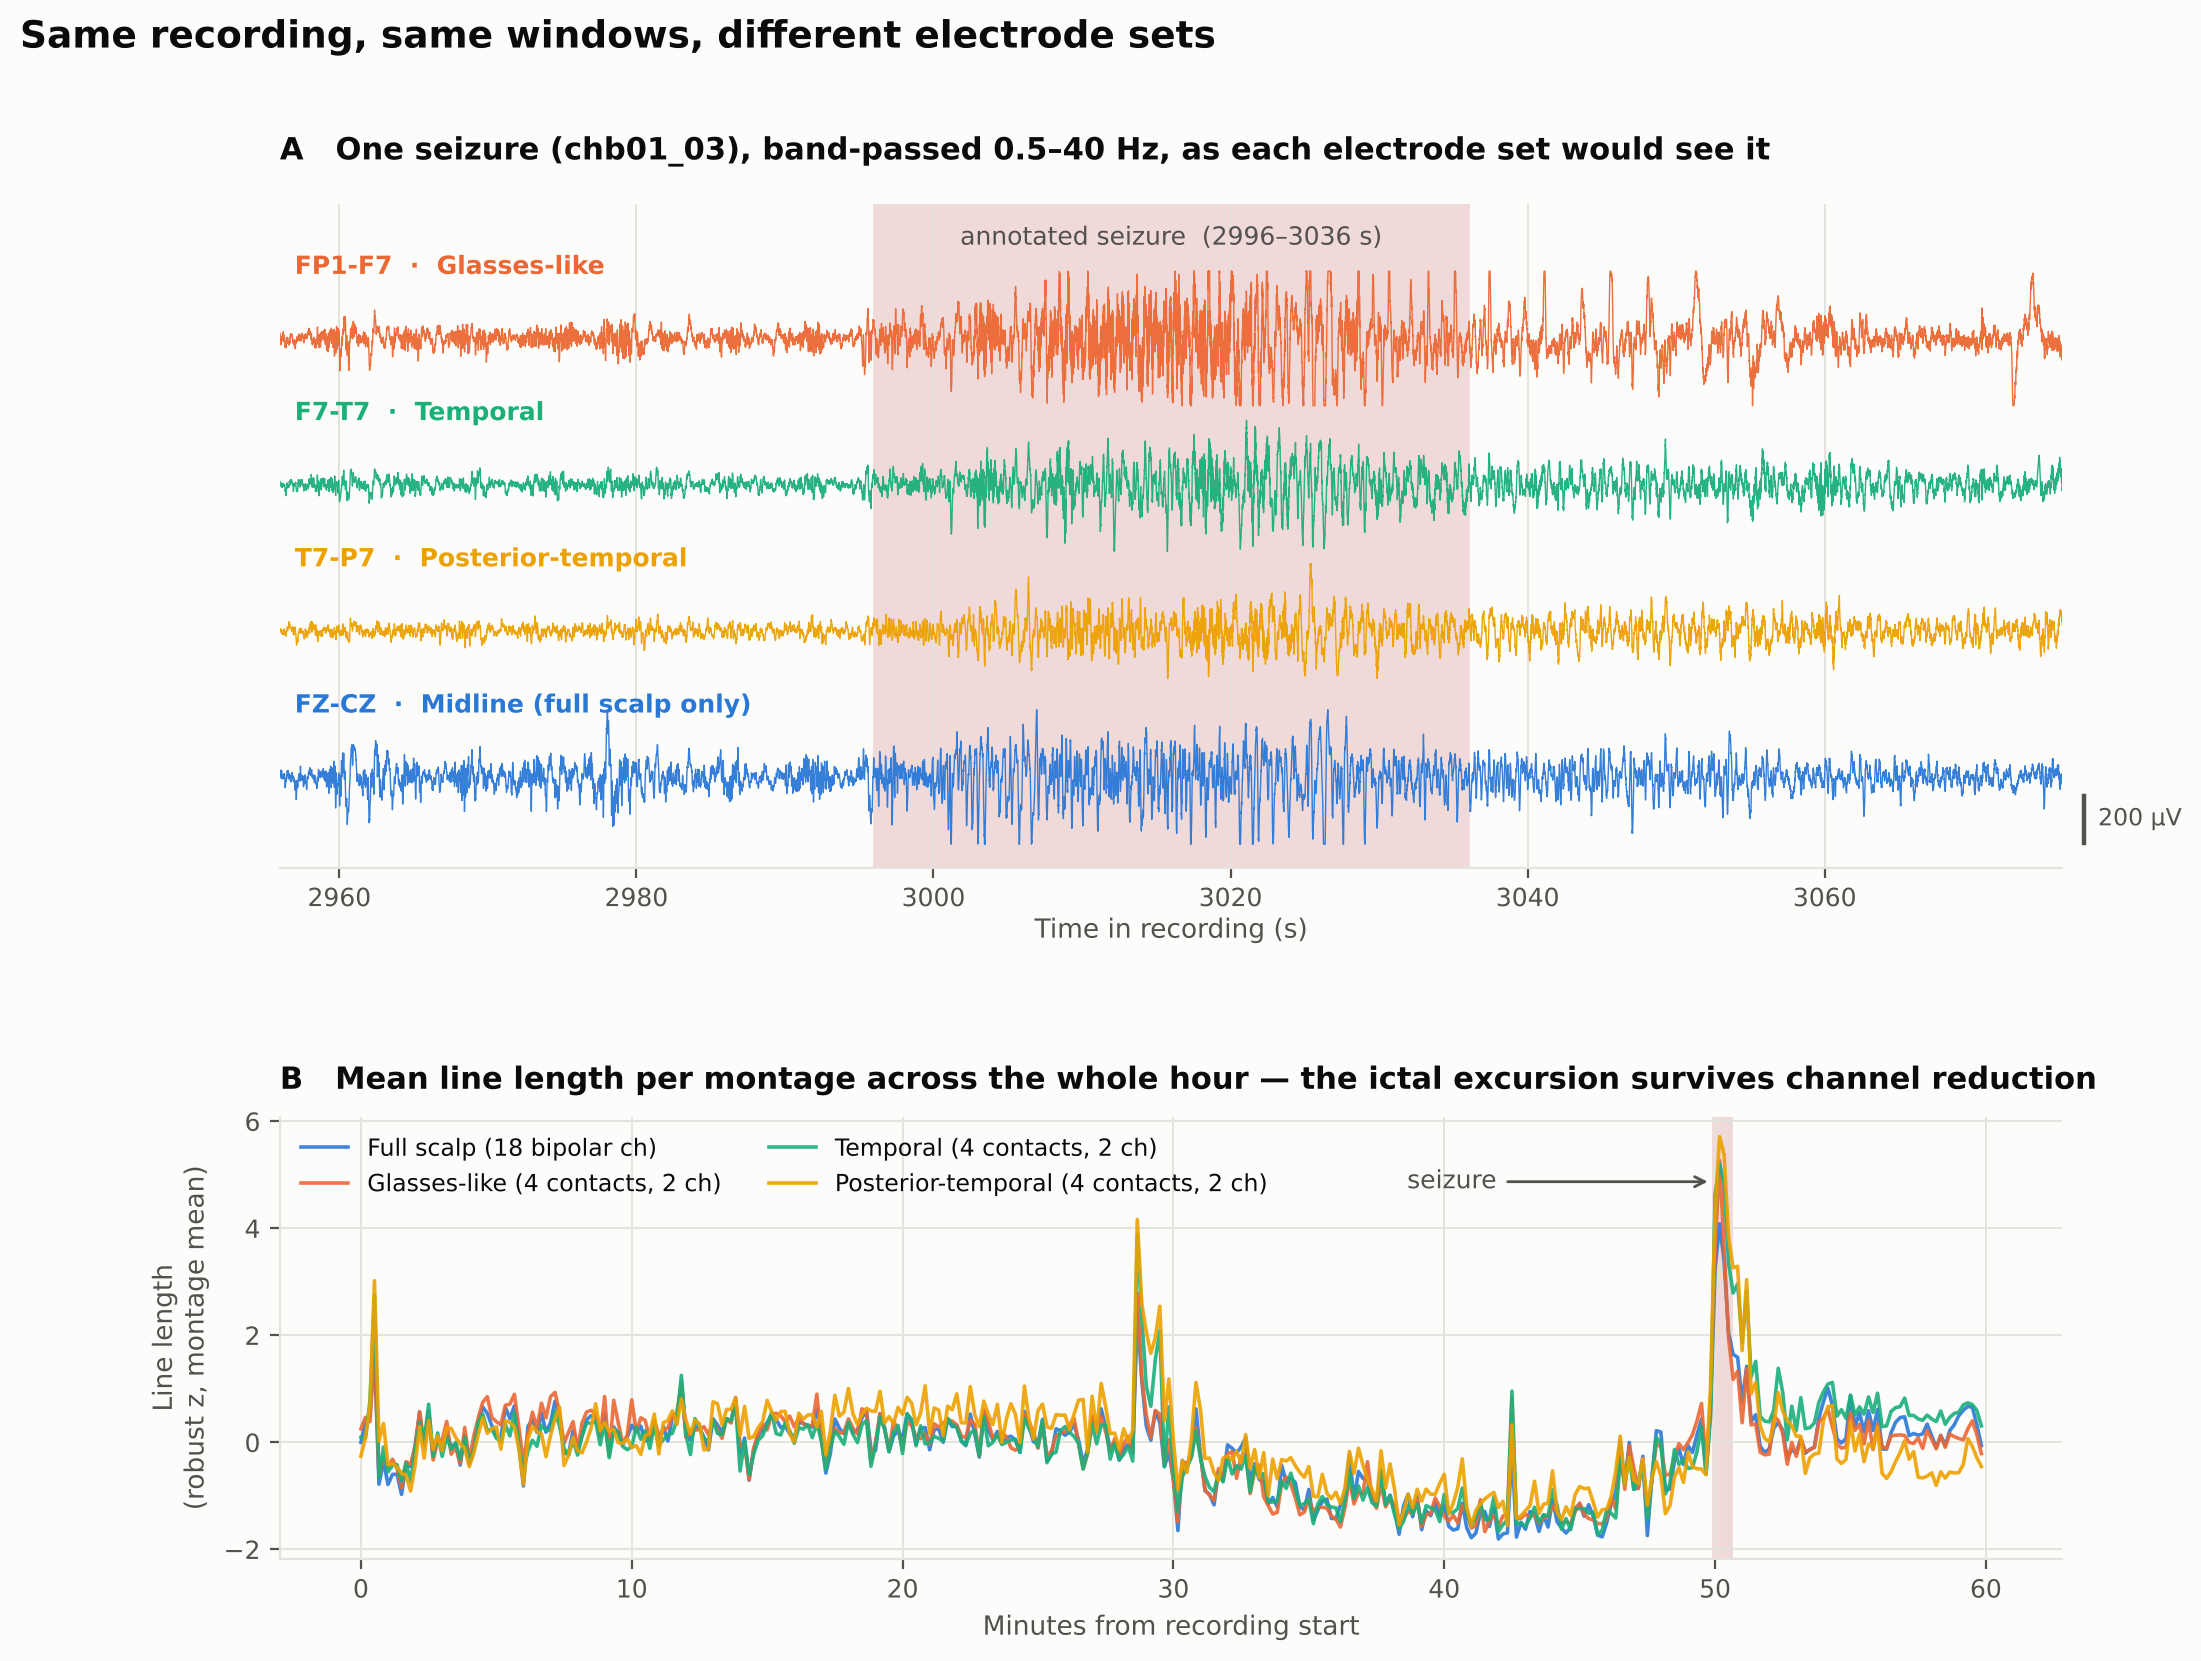 Same recording, same windows, different electrode sets
A One seizure (chb01_03), band-passed 0.5–40 Hz, as each electrode set would see it
annotated seizure (2996–3036 s)
FP1-F7 · Glasses-like
F7-T7 · Temporal
T7-P7 · Posterior-temporal
FZ-CZ · Midline (full scalp only)
200 µV
2960 2980 3000 3020 3040 3060
Time in recording (s)
B Mean line length per montage across the whole hour — the ictal excursion survives channel reduction
Line length
(robust z, montage mean)
6
4
2
0
−2
Full scalp (18 bipolar ch)
Glasses-like (4 contacts, 2 ch)
Temporal (4 contacts, 2 ch)
Posterior-temporal (4 contacts, 2 ch)
seizure
0 10 20 30 40 50 60
Minutes from recording start